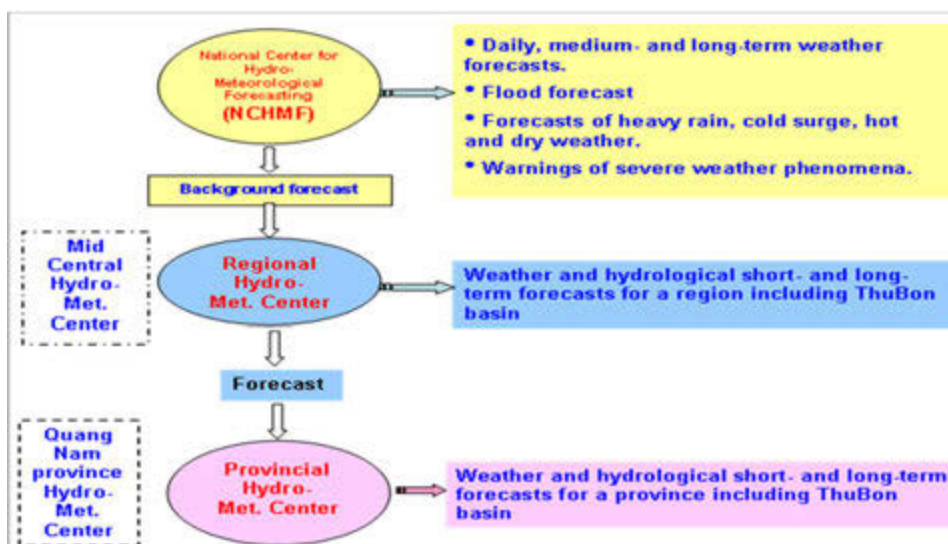 National Center for
Hydro-
Meteorological
Forecasting
(NCHMF)
• Daily, medium- and long-term weather
forecasts.
• Flood forecast
• Forecasts of heavy rain, cold surge, hot
and dry weather.
• Warnings of severe weather phenomena.
Background forecast
Mid
Central
Hydro-
Met.
Center
Regional
Hydro-
Met. Center
Weather and hydrological short- and long-
term forecasts for a region including ThuBon
basin
Forecast
Quang
Nam
province
Hydro-
Met.
Center
Provincial
Hydro-
Met. Center
Weather and hydrological short- and long-term
forecasts for a province including ThuBon
basin